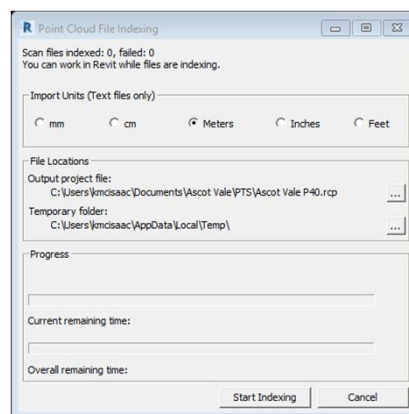 R Point Cloud File Indexing
Scan files indexed: 0, failed: 0
You can work in Revit while files are indexing.
Import Units (Text files only)
mm cm Meters Inches Feet
File Locations
Output project file:
C:\Users\kmcisaac\Documents\Ascot Vale\PTS\Ascot Vale P40.rcp ...
Temporary folder:
C:\Users\kmcisaac\AppData\Local\Temp\ ...
Progress
Current remaining time:
Overall remaining time:
Start Indexing Cancel